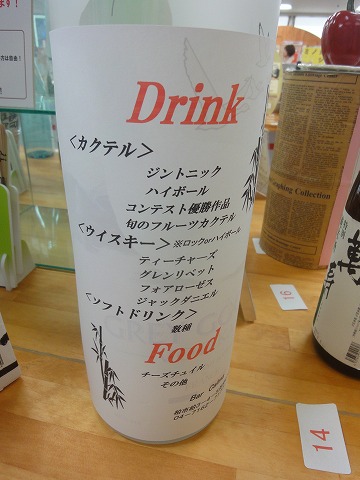 Drink
<カクテル>
ジントニック
ハイボール
コンテスト優勝作品
旬のフルーツカクテル
<ウイスキー>※ロックorハイボール
ティーチャーズ
グレンリベット
フォアローゼス
ジャックダニエル
<ソフトドリンク>
数種
Food
チーズチュイル
その他
Bar
14
16
Collection